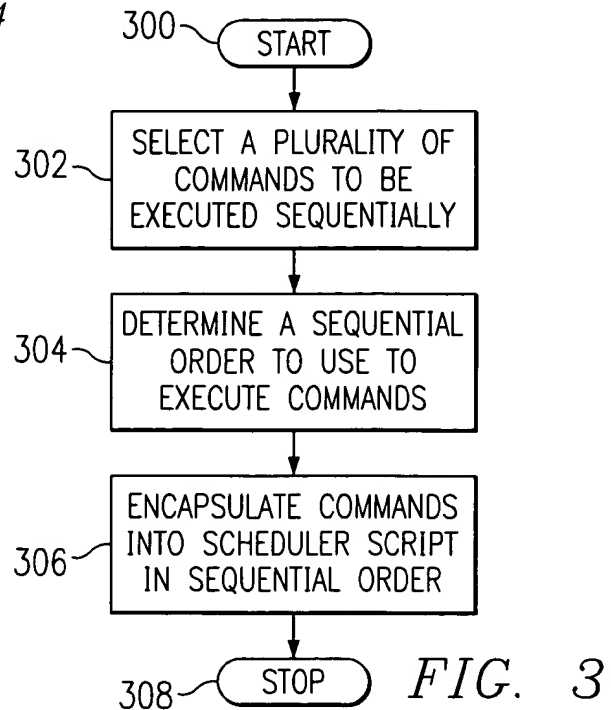 4
300
START
302
SELECT A PLURALITY OF
COMMANDS TO BE
EXECUTED SEQUENTIALLY
304
DETERMINE A SEQUENTIAL
ORDER TO USE TO
EXECUTE COMMANDS
306
ENCAPSULATE COMMANDS
INTO SCHEDULER SCRIPT
IN SEQUENTIAL ORDER
308
STOP
FIG. 3